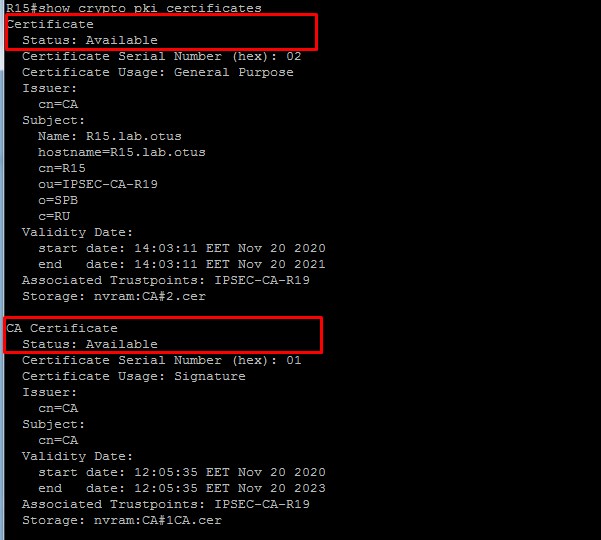 R15#show crypto pki certificates
Certificate
  Status: Available
  Certificate Serial Number (hex): 02
  Certificate Usage: General Purpose
  Issuer:
    cn=CA
  Subject:
    Name: R15.lab.otus
    hostname=R15.lab.otus
    cn=R15
    ou=IPSEC-CA-R19
    o=SPB
    c=RU
  Validity Date:
    start date: 14:03:11 EET Nov 20 2020
    end   date: 14:03:11 EET Nov 20 2021
  Associated Trustpoints: IPSEC-CA-R19
  Storage: nvram:CA#2.cer

CA Certificate
  Status: Available
  Certificate Serial Number (hex): 01
  Certificate Usage: Signature
  Issuer:
    cn=CA
  Subject:
    cn=CA
  Validity Date:
    start date: 12:05:35 EET Nov 20 2020
    end   date: 12:05:35 EET Nov 20 2023
  Associated Trustpoints: IPSEC-CA-R19
  Storage: nvram:CA#1CA.cer